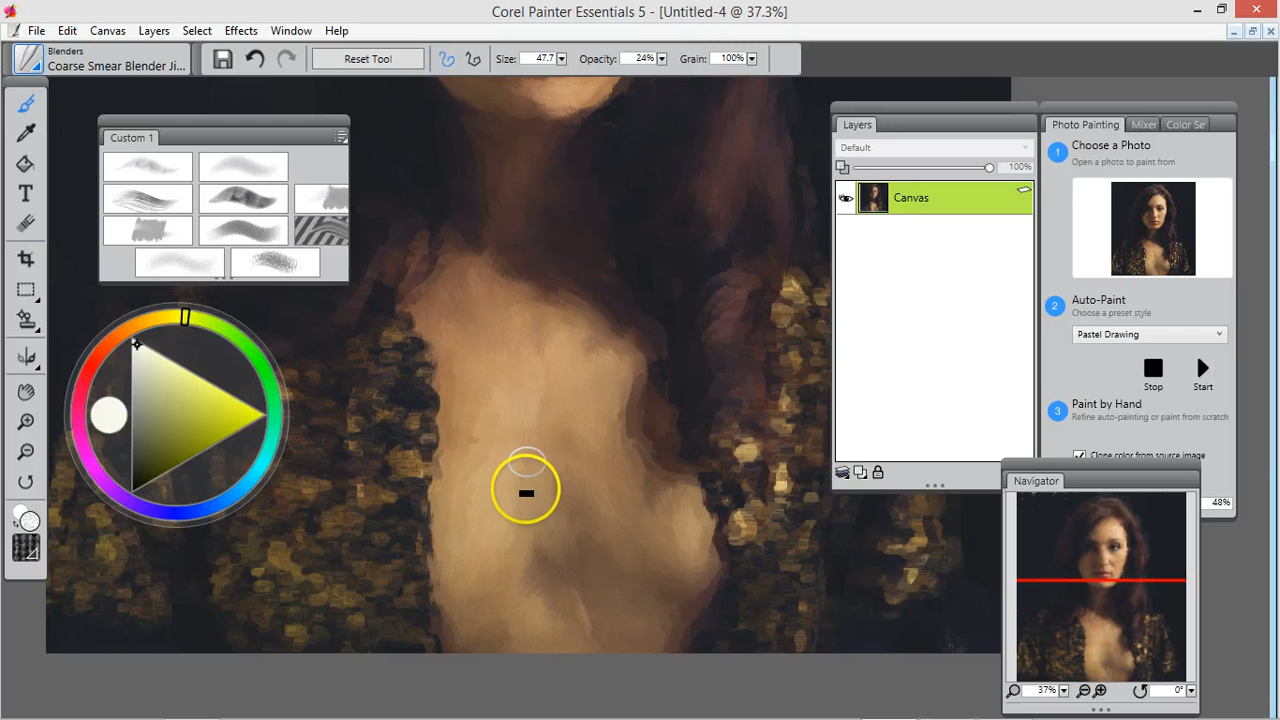 Corel Painter Essentials 5 - [Untitled-4 @ 37.3%]
File Edit Canvas Layers Select Effects Window Help
Blenders
Coarse Smear Blender Ji...
Reset Tool
Size: 47.7
Opacity: 24%
Grain: 100%
Custom 1
Layers
Default
100%
Canvas
Photo Painting
Mixer
Color Se
1
Choose a Photo
Open a photo to paint from
2
Auto-Paint
Choose a preset style
Pastel Drawing
Stop
Start
3
Paint by Hand
Refine auto-painting or paint from scratch
Clone color from source image
48%
Navigator
37%
0°
T